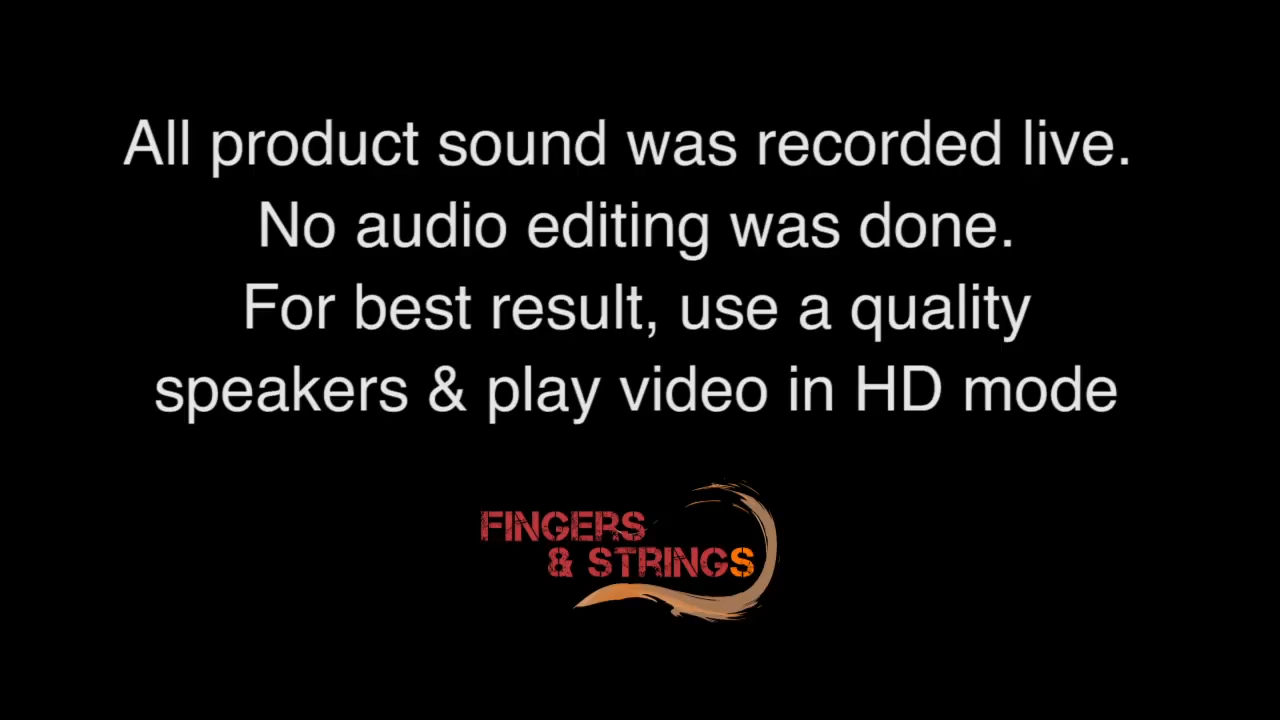 All product sound was recorded live.
No audio editing was done.
For best result, use a quality
speakers & play video in HD mode
FINGERS
& STRINGS